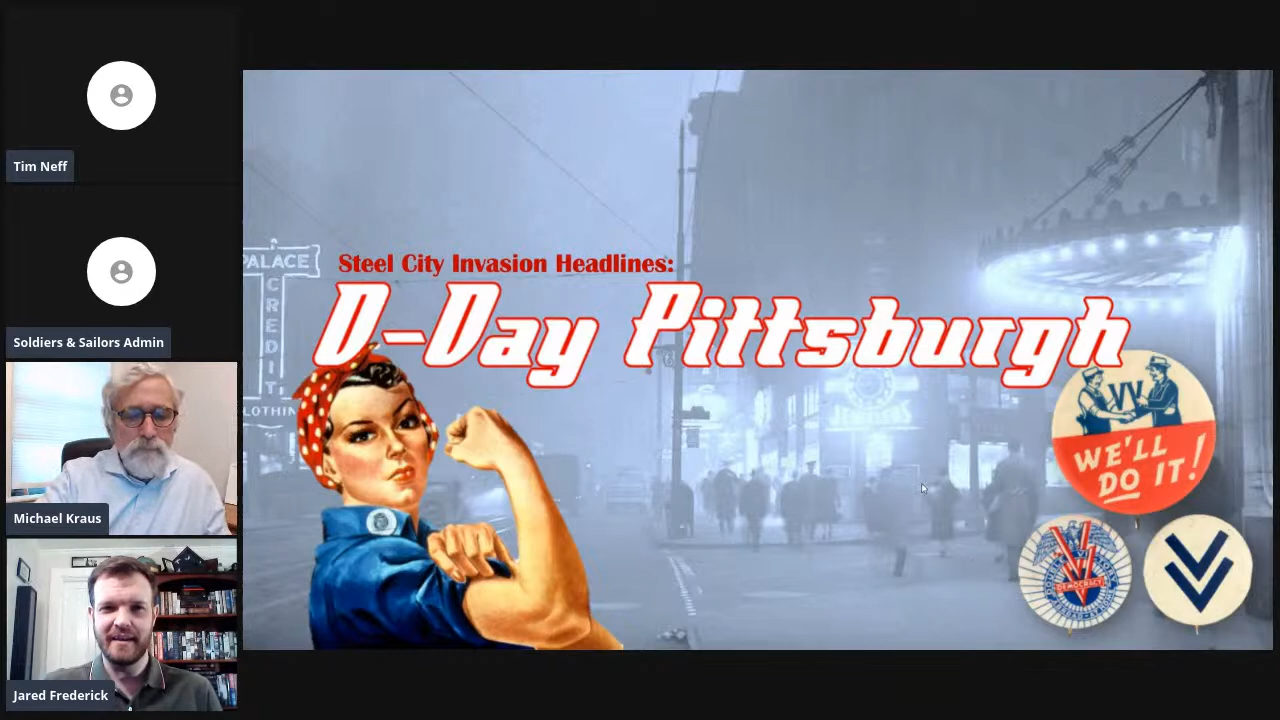 Tim Neff
Soldiers & Sailors Admin
Michael Kraus
Jared Frederick
PALACE
CREDIT
CLOTHIN
Steel City Invasion Headlines:
D-Day Pittsburgh
VV
WE'LL
DO IT!
DEMOCRACY